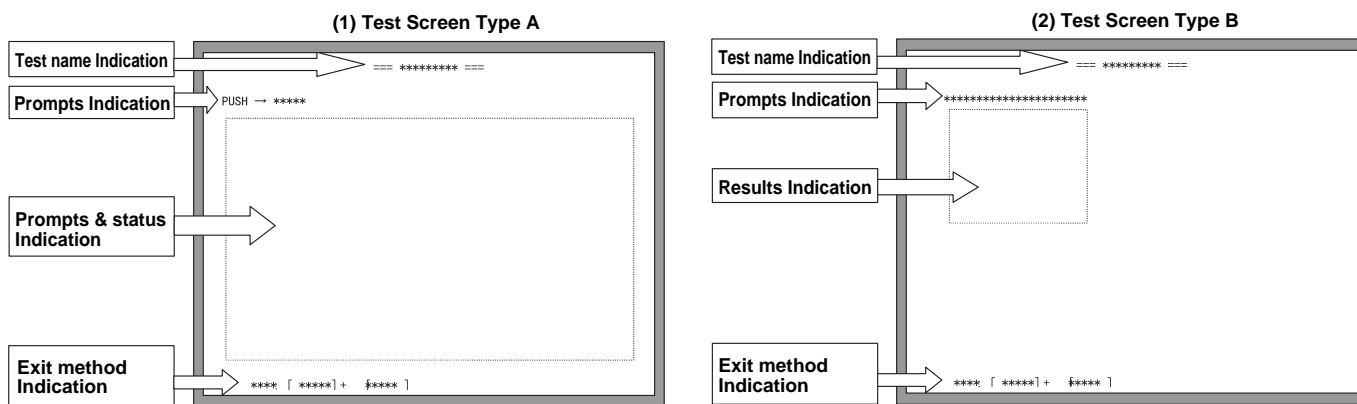 (1) Test Screen Type A
Test name Indication
=== ********* ===
Prompts Indication
PUSH → *****
Prompts & status
Indication
Exit method
Indication
****: 「 *****」+ 「***** 」
(2) Test Screen Type B
Test name Indication
=== ********* ===
Prompts Indication
**********************
Results Indication
Exit method
Indication
****: 「 *****」+ 「***** 」